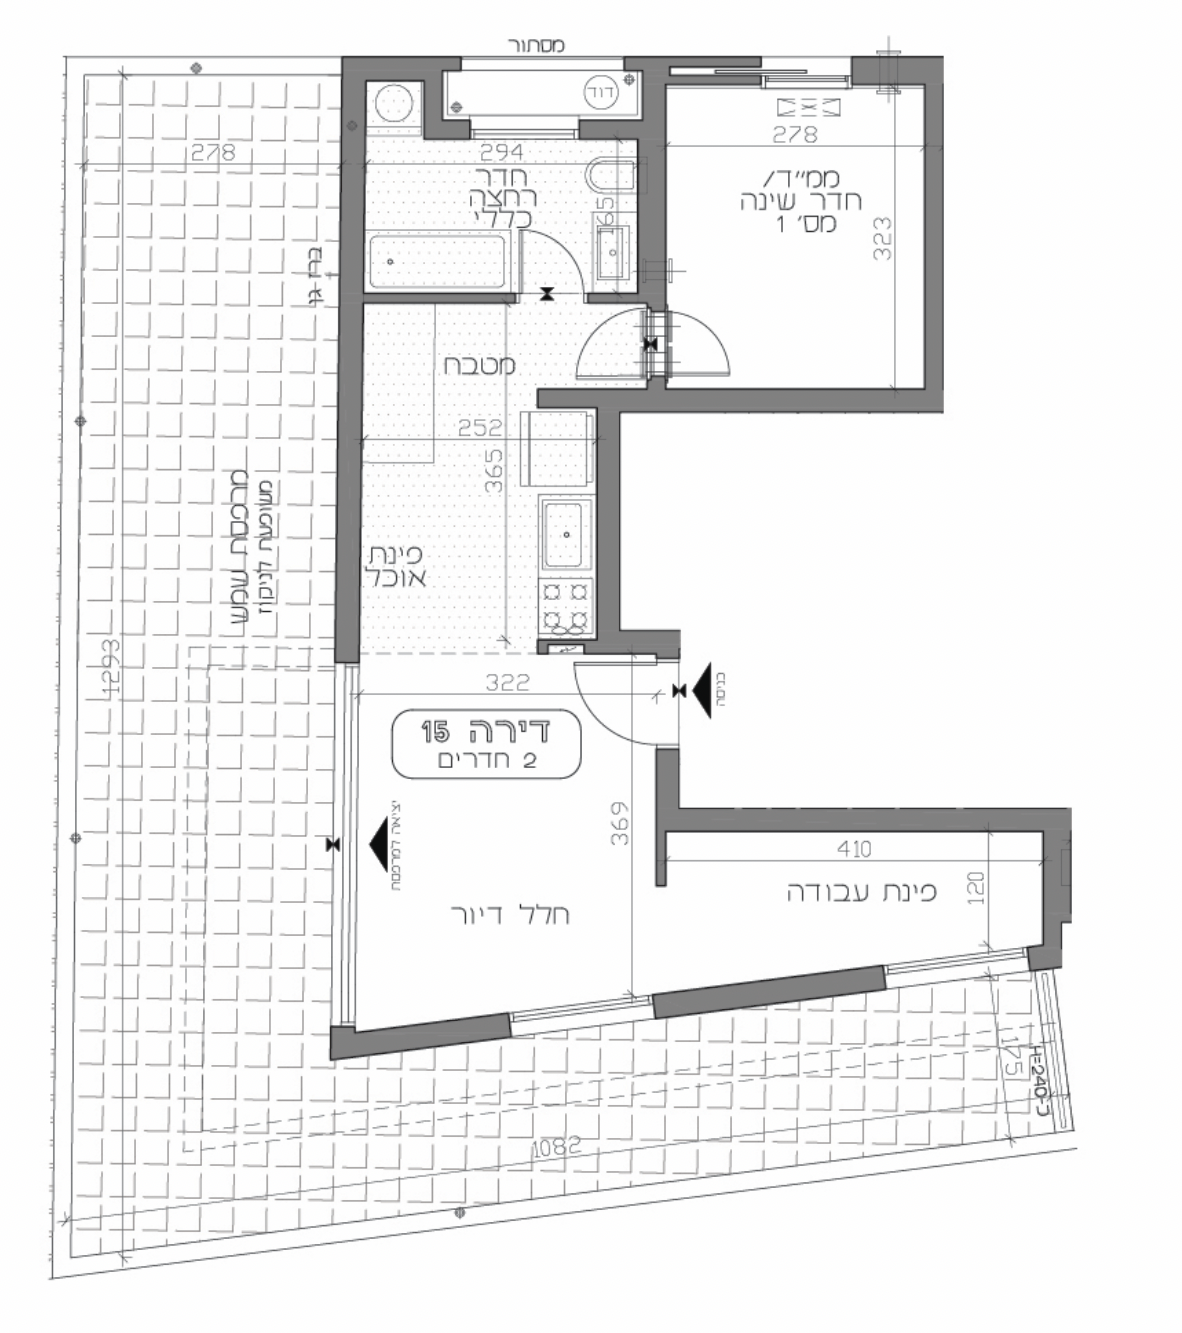 מסתור
דוד
278
294
278
חדר
רחצה
כללי
165
ממ״ד/
חדר שינה
מס׳ 1
323
ברז גן
מטבח
252
365
מרפסת שמש
משופעת לניקוז
פינת
אוכל
1293
322
כניסה
דירה 15
2 חדרים
יציאה למרפסת
369
410
120
פינת עבודה
חלל דיור
175
כ-H=240
1082